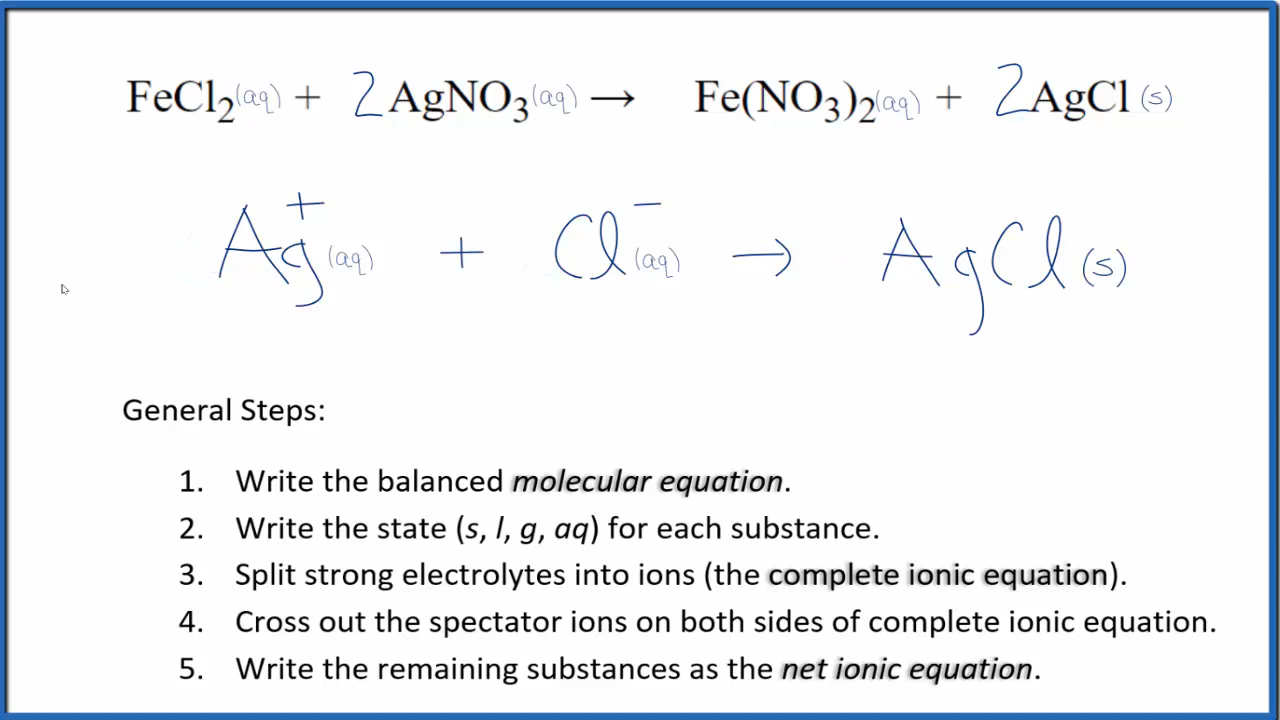 FeCl₂(aq) + 2AgNO₃(aq) → Fe(NO₃)₂(aq) + 2AgCl(s)
Ag⁺(aq) + Cl⁻(aq) → AgCl(s)
General Steps:
1. Write the balanced molecular equation.
2. Write the state (s, l, g, aq) for each substance.
3. Split strong electrolytes into ions (the complete ionic equation).
4. Cross out the spectator ions on both sides of complete ionic equation.
5. Write the remaining substances as the net ionic equation.